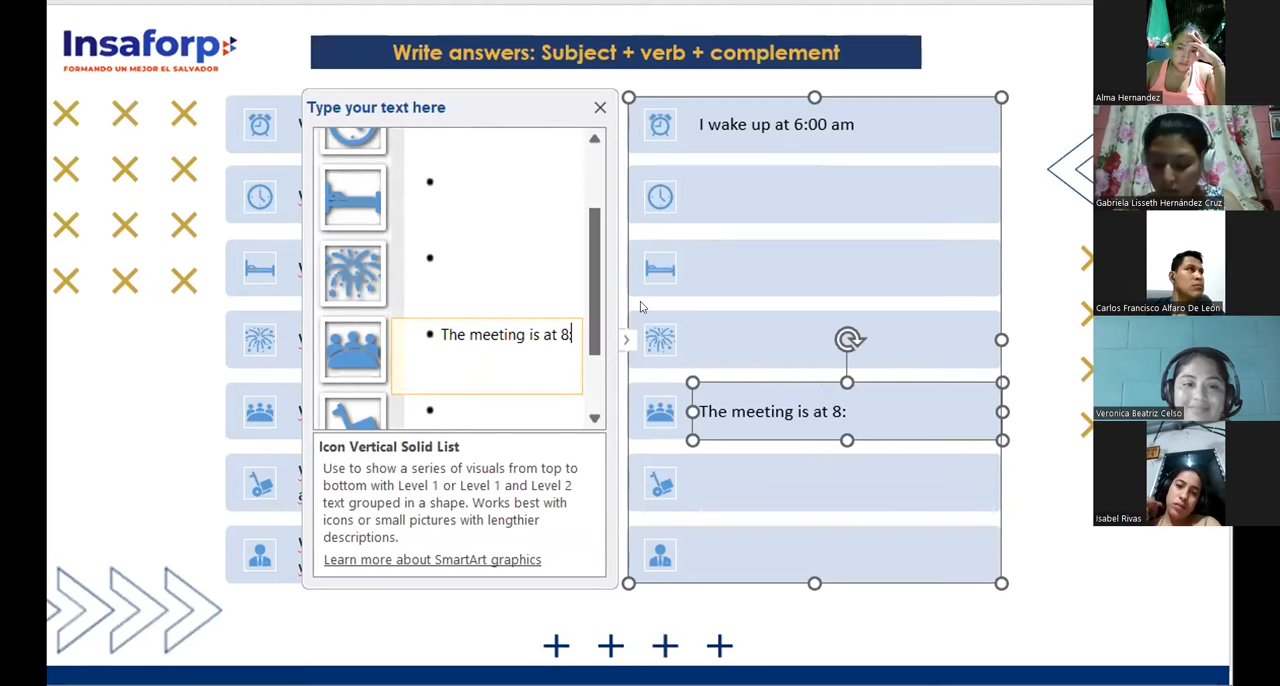 Insaforp
FORMANDO UN MEJOR EL SALVADOR
Write answers: Subject + verb + complement
Type your text here
The meeting is at 8:
Icon Vertical Solid List
Use to show a series of visuals from top to
bottom with Level 1 or Level 1 and Level 2
text grouped in a shape. Works best with
icons or small pictures with lengthier
descriptions.
Learn more about SmartArt graphics
I wake up at 6:00 am
The meeting is at 8:
Alma Hernandez
Gabriela Lisseth Hernández Cruz
Carlos Francisco Alfaro De León
Veronica Beatriz Celso
Isabel Rivas